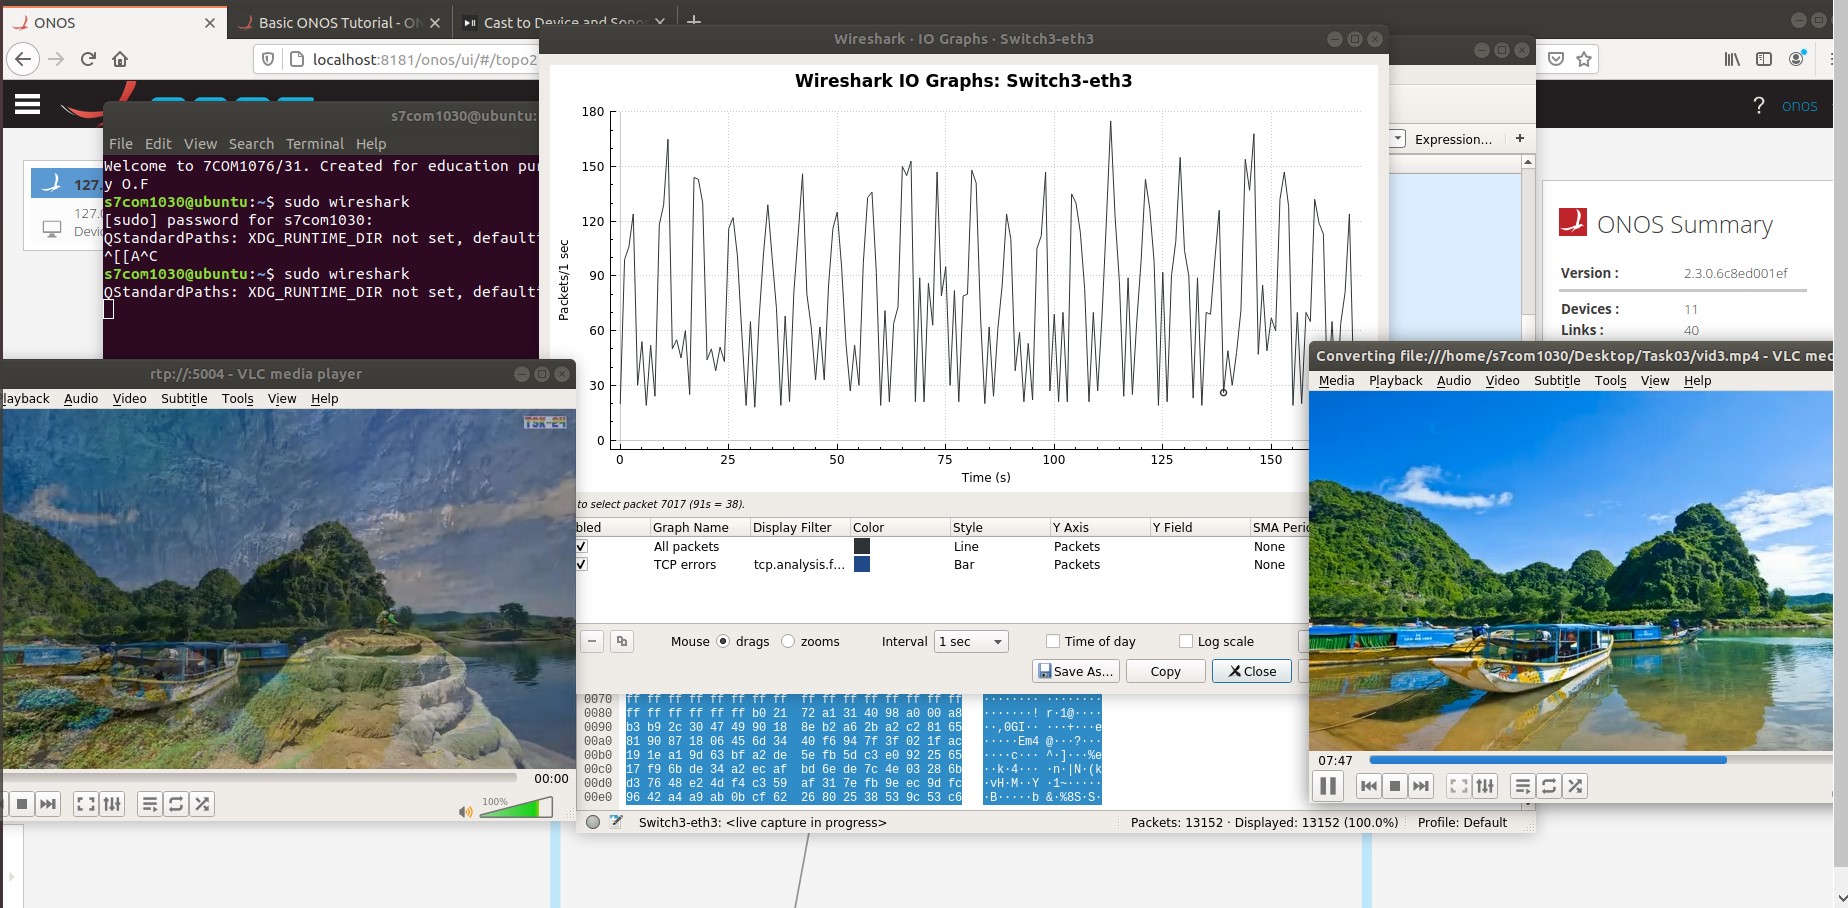 ONOS
Basic ONOS Tutorial - ON
Cast to Device and Sonos
localhost:8181/onos/ui/#/topo2
onos
s7com1030@ubuntu:
File Edit View Search Terminal Help
Welcome to 7COM1076/31. Created for education pur
y O.F
s7com1030@ubuntu:~$ sudo wireshark
[sudo] password for s7com1030:
QStandardPaths: XDG_RUNTIME_DIR not set, defaulti
^[[A^C
s7com1030@ubuntu:~$ sudo wireshark
QStandardPaths: XDG_RUNTIME_DIR not set, defaulti
127.
127.0
Devic
Wireshark · IO Graphs · Switch3-eth3
Wireshark IO Graphs: Switch3-eth3
Packets/1 sec
180
150
120
90
60
30
0
0 25 50 75 100 125 150
Time (s)
to select packet 7017 (91s = 38).
bled Graph Name Display Filter Color Style Y Axis Y Field SMA Perio
All packets Line Packets None
TCP errors tcp.analysis.f... Bar Packets None
Mouse drags zooms Interval 1 sec Time of day Log scale
Save As... Copy Close
Expression... +
ONOS Summary
Version : 2.3.0.6c8ed001ef
Devices : 11
Links : 40
rtp://:5004 - VLC media player
layback Audio Video Subtitle Tools View Help
TSK-24
00:00
100%
Converting file:///home/s7com1030/Desktop/Task03/vid3.mp4 - VLC med
Media Playback Audio Video Subtitle Tools View Help
07:47
0070 ff ff ff ff ff ff ff ff ff ff ff ff ff ff ff ff ········ ········
0080 ff ff ff ff ff ff b0 21 72 a1 31 40 98 a0 00 a8 ·······! r·1@····
0090 b3 b9 2c 30 47 49 90 18 8e b2 a6 2b a2 c2 81 65 ··,0GI·· ···+···e
00a0 81 90 87 18 06 45 6d 34 40 f6 94 7f 3f 02 1f ac ·····Em4 @···?···
00b0 19 1e a1 9d 63 bf a2 de 5e fb 5d c3 e0 92 25 65 ····c··· ^·]···%e
00c0 17 f9 6b de 34 a2 ec af bd 6e de 7c 4e 03 28 6b ··k·4··· ·n·|N·(k
00d0 d3 76 48 e2 4d f4 c3 59 af 31 7e fb 9e ec 9d fc ·vH·M··Y ·1~·····
00e0 96 42 a4 a9 ab 0b cf 62 26 80 25 38 53 9c 53 c6 ·B·····b &·%8S·S·
Switch3-eth3: <live capture in progress> Packets: 13152 · Displayed: 13152 (100.0%) Profile: Default